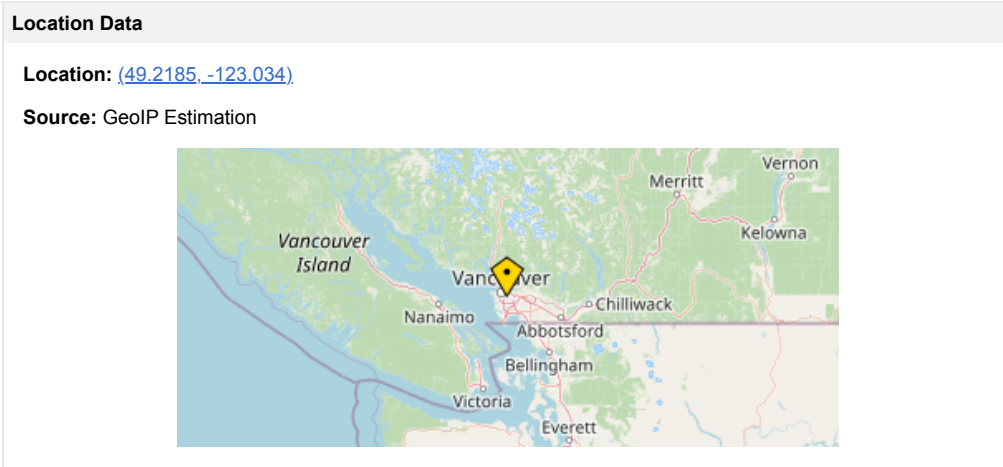 Location Data
Location: (49.2185, -123.034)
Source: GeoIP Estimation
Vernon
Merritt
Kelowna
Vancouver
Island
Vancouver
Chilliwack
Nanaimo
Abbotsford
Bellingham
Victoria
Everett